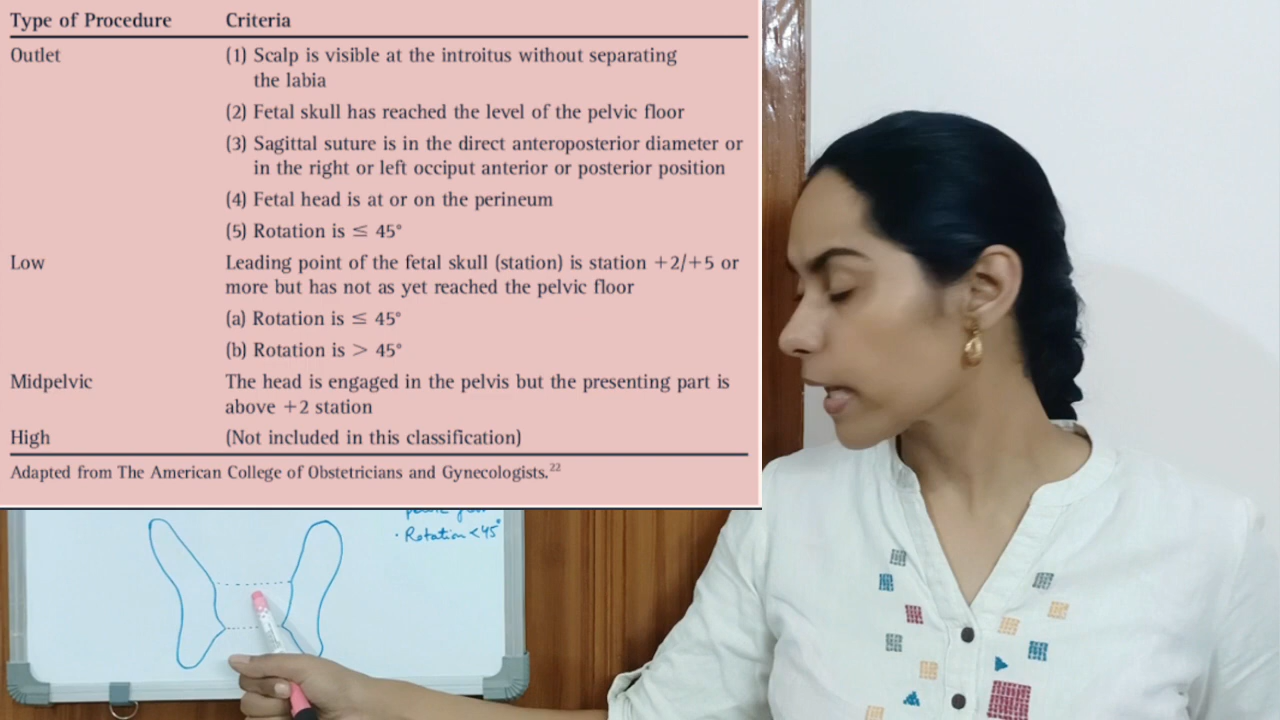 Type of Procedure Criteria
Outlet (1) Scalp is visible at the introitus without separating
the labia
(2) Fetal skull has reached the level of the pelvic floor
(3) Sagittal suture is in the direct anteroposterior diameter or
in the right or left occiput anterior or posterior position
(4) Fetal head is at or on the perineum
(5) Rotation is ≤ 45°
Low Leading point of the fetal skull (station) is station +2/+5 or
more but has not as yet reached the pelvic floor
(a) Rotation is ≤ 45°
(b) Rotation is > 45°
Midpelvic The head is engaged in the pelvis but the presenting part is
above +2 station
High (Not included in this classification)
Adapted from The American College of Obstetricians and Gynecologists.²²
· Rotation <45°